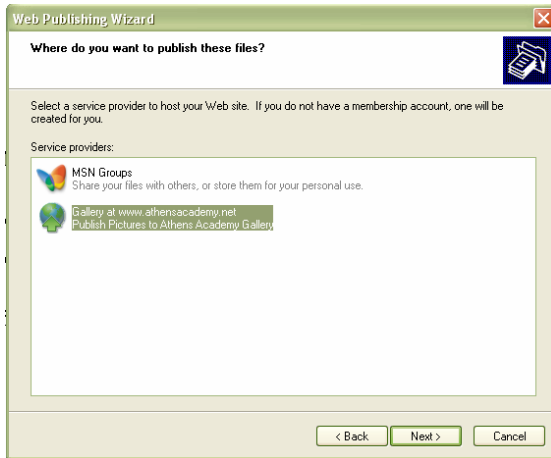 Web Publishing Wizard
Where do you want to publish these files?
Select a service provider to host your Web site. If you do not have a membership account, one will be
created for you.
Service providers:
MSN Groups
Share your files with others, or store them for your personal use.
Gallery at www.athensacademy.net
Publish Pictures to Athens Academy Gallery
< Back
Next >
Cancel